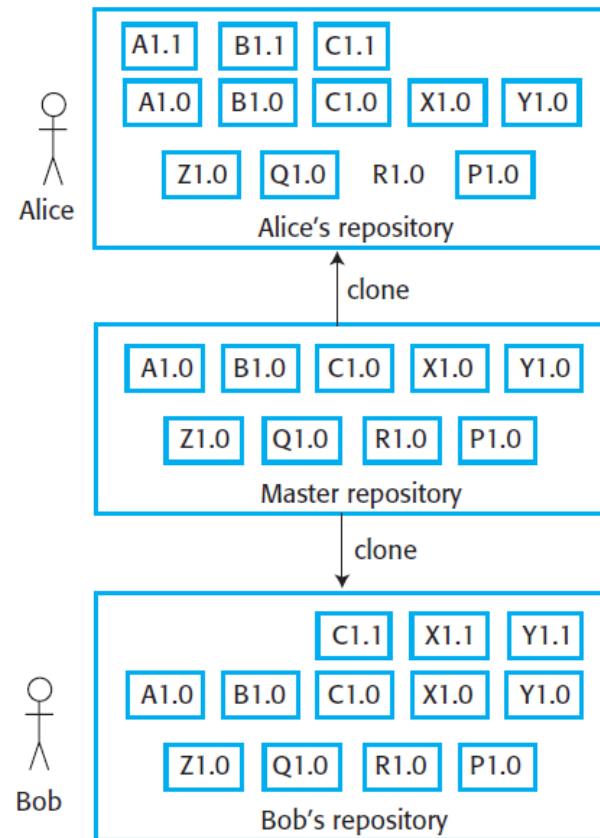 A1.1 B1.1 C1.1
A1.0 B1.0 C1.0 X1.0 Y1.0
Z1.0 Q1.0 R1.0 P1.0
Alice
Alice's repository
clone
A1.0 B1.0 C1.0 X1.0 Y1.0
Z1.0 Q1.0 R1.0 P1.0
Master repository
clone
C1.1 X1.1 Y1.1
A1.0 B1.0 C1.0 X1.0 Y1.0
Z1.0 Q1.0 R1.0 P1.0
Bob
Bob's repository